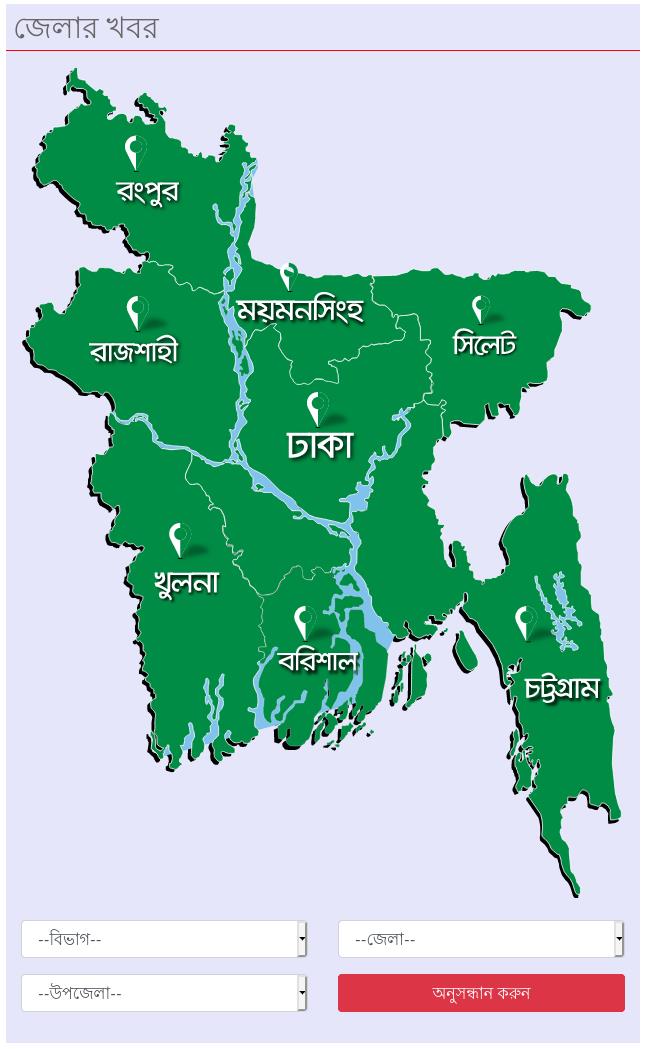 জেলার খবর
রংপুর
ময়মনসিংহ
সিলেট
রাজশাহী
ঢাকা
খুলনা
বরিশাল
চট্টগ্রাম
--বিভাগ--
--জেলা--
--উপজেলা--
অনুসন্ধান করুন